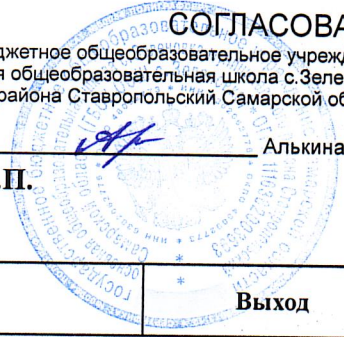 СОГЛАСОВА
джетное общеобразовательное учрежд
я общеобразовательная школа с.Зеле
района Ставропольский Самарской об
Алькина
.П.
Выход